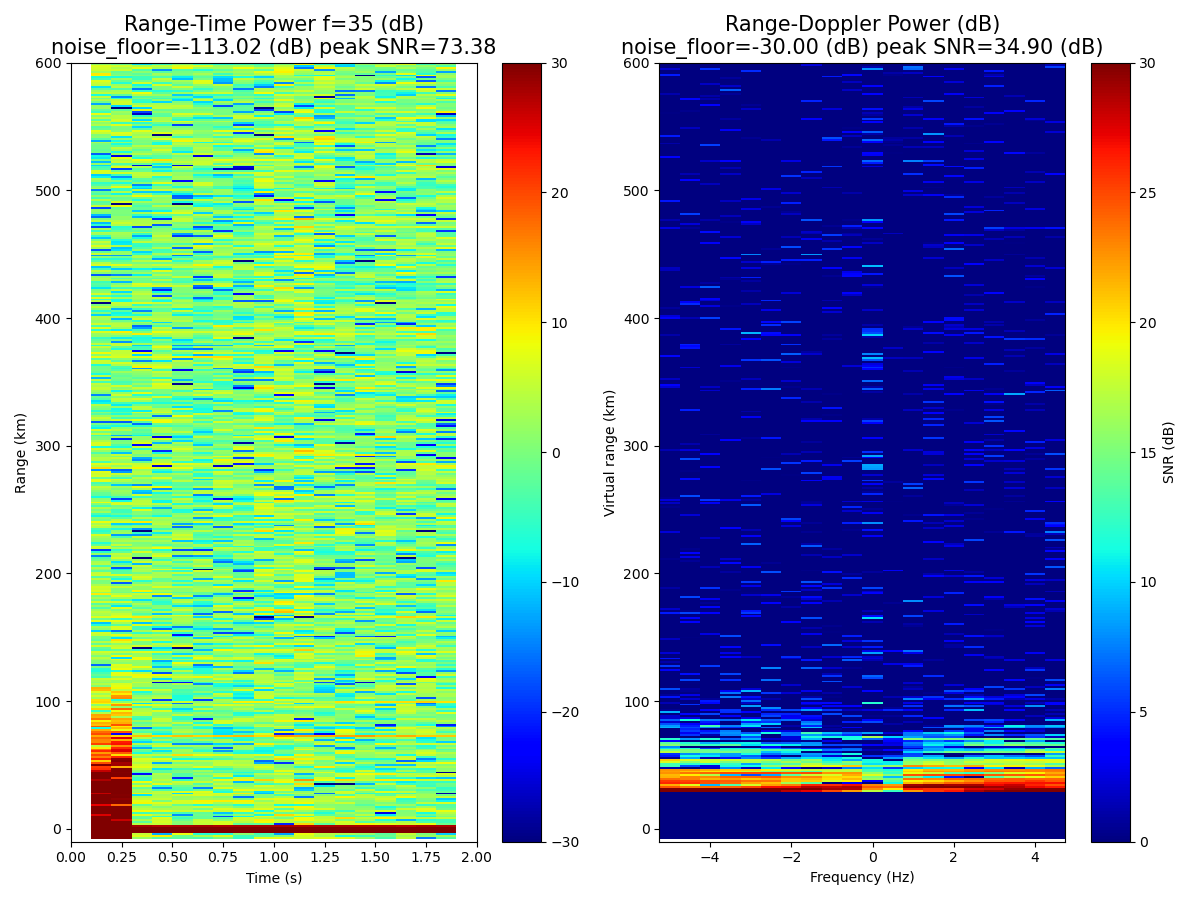 Range-Time Power f=35 (dB)
noise_floor=-113.02 (dB) peak SNR=73.38
600
500
400
300
200
100
0
Range (km)
0.00 0.25 0.50 0.75 1.00 1.25 1.50 1.75 2.00
Time (s)
30
20
10
0
−10
−20
−30
Range-Doppler Power (dB)
noise_floor=-30.00 (dB) peak SNR=34.90 (dB)
600
500
400
300
200
100
0
Virtual range (km)
−4 −2 0 2 4
Frequency (Hz)
30
25
20
15
10
5
0
SNR (dB)